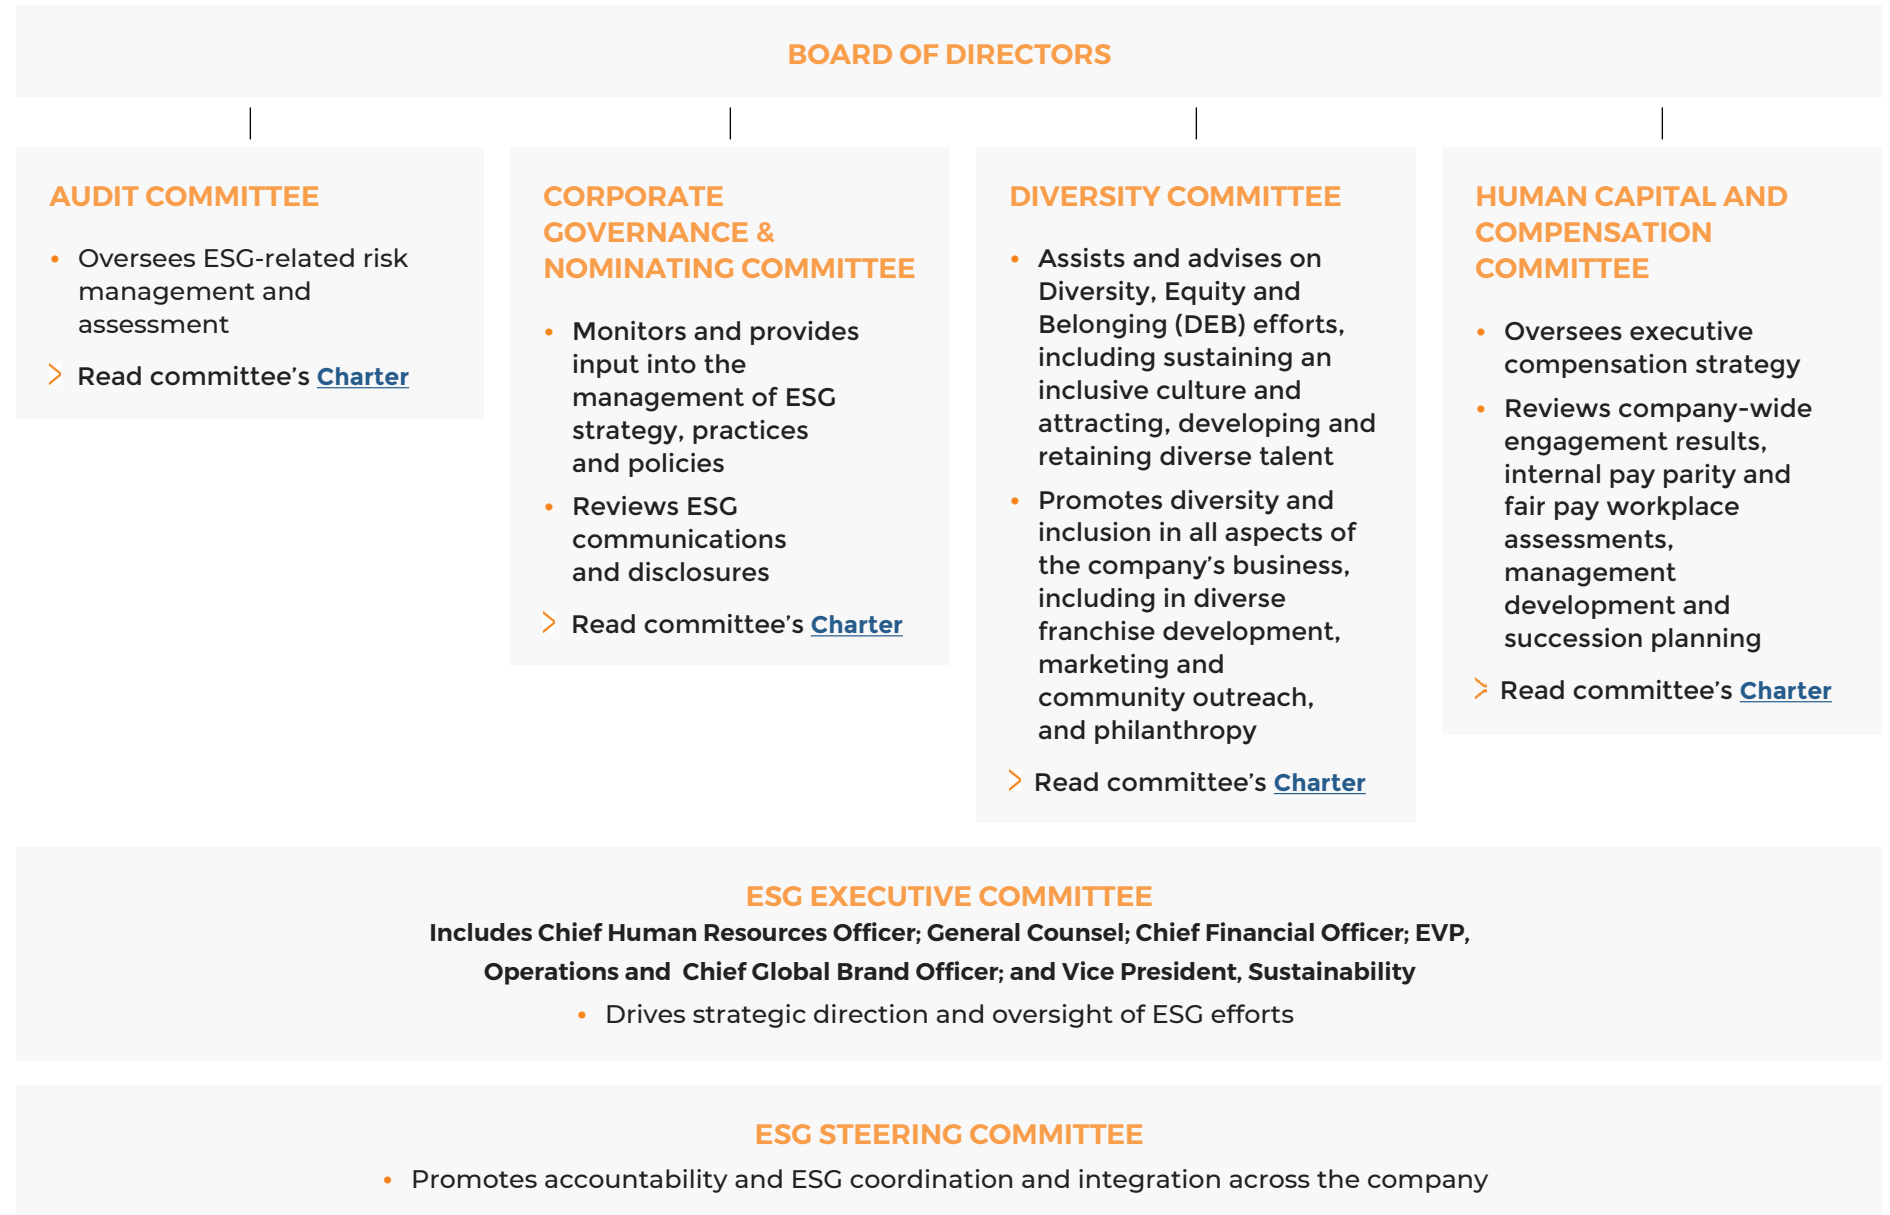 BOARD OF DIRECTORS
AUDIT COMMITTEE
• Oversees ESG-related risk
management and
assessment
> Read committee’s Charter
CORPORATE
GOVERNANCE &
NOMINATING COMMITTEE
• Monitors and provides
input into the
management of ESG
strategy, practices
and policies
• Reviews ESG
communications
and disclosures
> Read committee’s Charter
DIVERSITY COMMITTEE
• Assists and advises on
Diversity, Equity and
Belonging (DEB) efforts,
including sustaining an
inclusive culture and
attracting, developing and
retaining diverse talent
• Promotes diversity and
inclusion in all aspects of
the company’s business,
including in diverse
franchise development,
marketing and
community outreach,
and philanthropy
> Read committee’s Charter
HUMAN CAPITAL AND
COMPENSATION
COMMITTEE
• Oversees executive
compensation strategy
• Reviews company-wide
engagement results,
internal pay parity and
fair pay workplace
assessments,
management
development and
succession planning
> Read committee’s Charter
ESG EXECUTIVE COMMITTEE
Includes Chief Human Resources Officer; General Counsel; Chief Financial Officer; EVP,
Operations and Chief Global Brand Officer; and Vice President, Sustainability
• Drives strategic direction and oversight of ESG efforts
ESG STEERING COMMITTEE
• Promotes accountability and ESG coordination and integration across the company